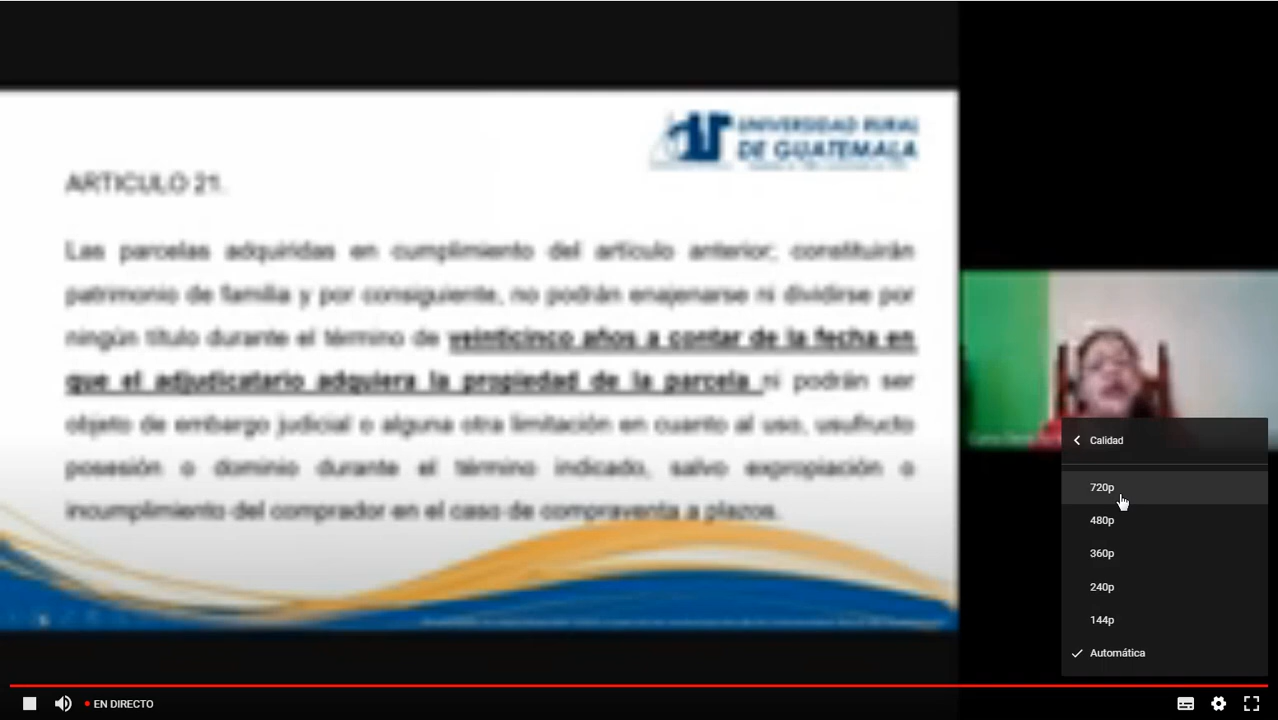 UNIVERSIDAD RURAL
DE GUATEMALA
ARTICULO 21.
Las parcelas adquiridas en cumplimiento del artículo anterior; constituirán
patrimonio de familia y por consiguiente, no podrán enajenarse ni dividirse por
ningún título durante el término de veinticinco años a contar de la fecha en
que el adjudicatario adquiera la propiedad de la parcela ni podrán ser
objeto de embargo judicial o alguna otra limitación en cuanto al uso, usufructo
posesión o dominio durante el término indicado, salvo expropiación o
incumplimiento del comprador en el caso de compraventa a plazos.
Calidad
720p
480p
360p
240p
144p
Automática
EN DIRECTO